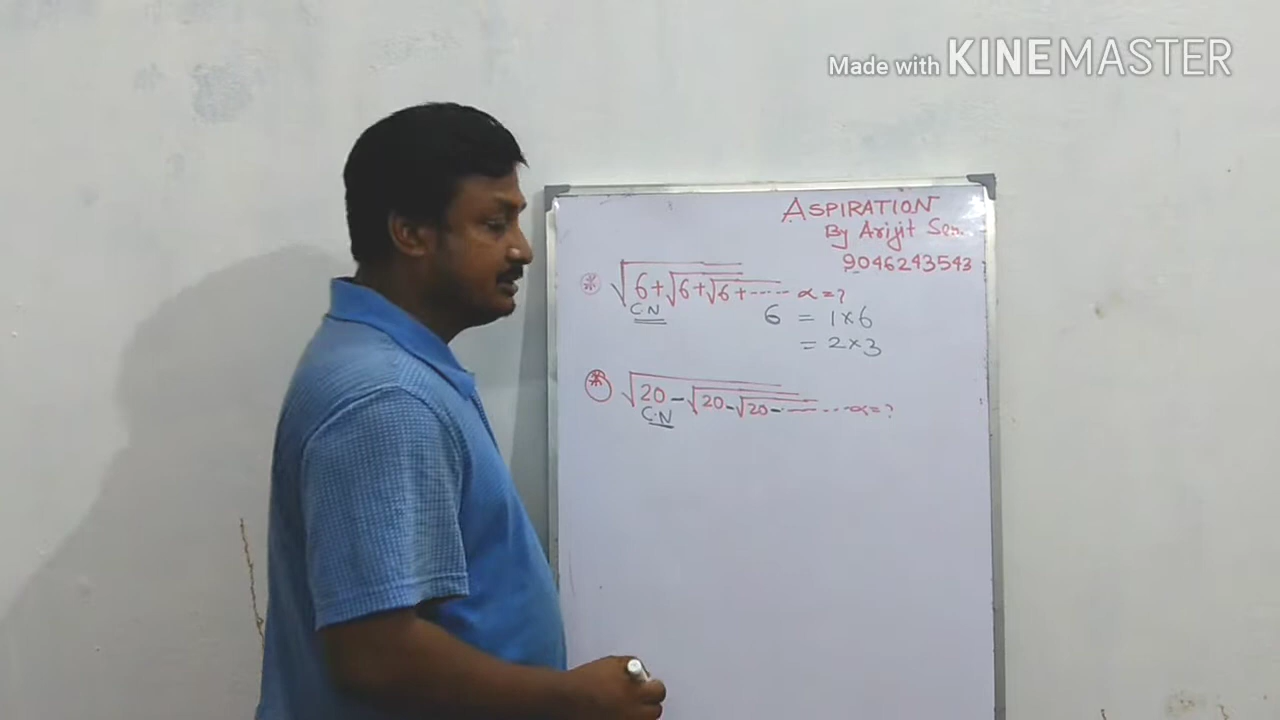 Made with KINEMASTER
ASPIRATION
By Arijit Sen.
9046243543
* √6+√6+√6+...... ∝=?
C.N
6 = 1×6
= 2×3
* √20-√20-√20-......... ∝=?
C.N